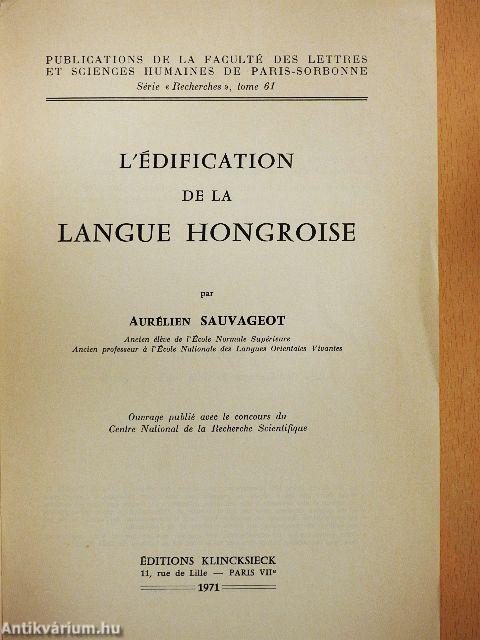 PUBLICATIONS DE LA FACULTÉ DES LETTRES
ET SCIENCES HUMAINES DE PARIS-SORBONNE
Série « Recherches », tome 61
L'ÉDIFICATION
DE LA
LANGUE HONGROISE
par
AURÉLIEN SAUVAGEOT
Ancien élève de l'École Normale Supérieure
Ancien professeur à l'École Nationale des Langues Orientales Vivantes
Ouvrage publié avec le concours du
Centre National de la Recherche Scientifique
ÉDITIONS KLINCKSIECK
11, rue de Lille — PARIS VIIe
1971
Antikvárium.hu